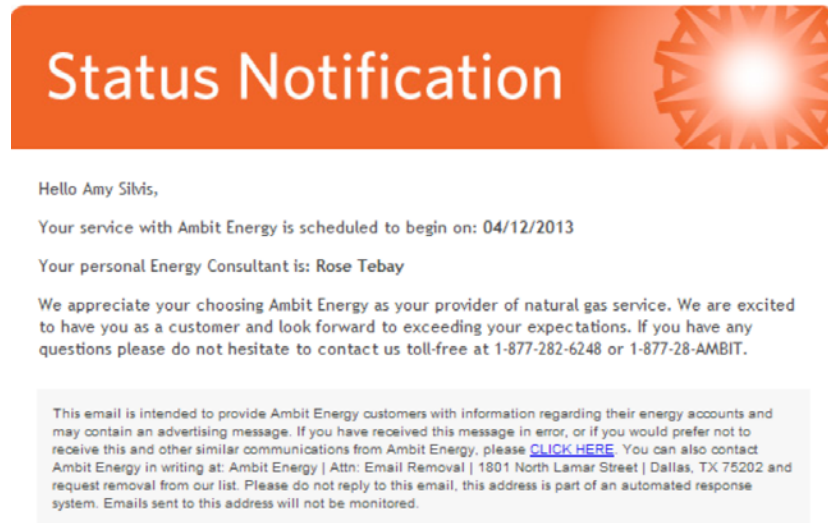 Status Notification
Hello Amy Silvis,
Your service with Ambit Energy is scheduled to begin on: 04/12/2013
Your personal Energy Consultant is: Rose Tebay
We appreciate your choosing Ambit Energy as your provider of natural gas service. We are excited
to have you as a customer and look forward to exceeding your expectations. If you have any
questions please do not hesitate to contact us toll-free at 1-877-282-6248 or 1-877-28-AMBIT.
This email is intended to provide Ambit Energy customers with information regarding their energy accounts and
may contain an advertising message. If you have received this message in error, or if you would prefer not to
receive this and other similar communications from Ambit Energy, please CLICK HERE. You can also contact
Ambit Energy in writing at: Ambit Energy | Attn: Email Removal | 1801 North Lamar Street | Dallas, TX 75202 and
request removal from our list. Please do not reply to this email, this address is part of an automated response
system. Emails sent to this address will not be monitored.